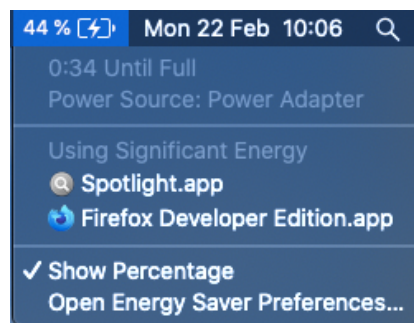 44 % Mon 22 Feb 10:06
0:34 Until Full
Power Source: Power Adapter
Using Significant Energy
Spotlight.app
Firefox Developer Edition.app
✓ Show Percentage
Open Energy Saver Preferences...